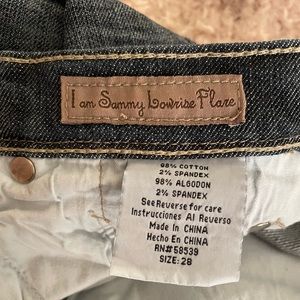 I am Sammy Lowrise Flare
98% COTTON
2% SPANDEX
98% ALGODON
2% SPANDEX
See Reverse for care
Instrucciones Al Reverso
Made In CHINA
Hecho En CHINA
RN#58539
SIZE: 28